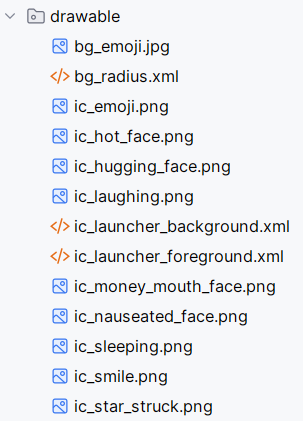 drawable
bg_emoji.jpg
bg_radius.xml
ic_emoji.png
ic_hot_face.png
ic_hugging_face.png
ic_laughing.png
ic_launcher_background.xml
ic_launcher_foreground.xml
ic_money_mouth_face.png
ic_nauseated_face.png
ic_sleeping.png
ic_smile.png
ic_star_struck.png